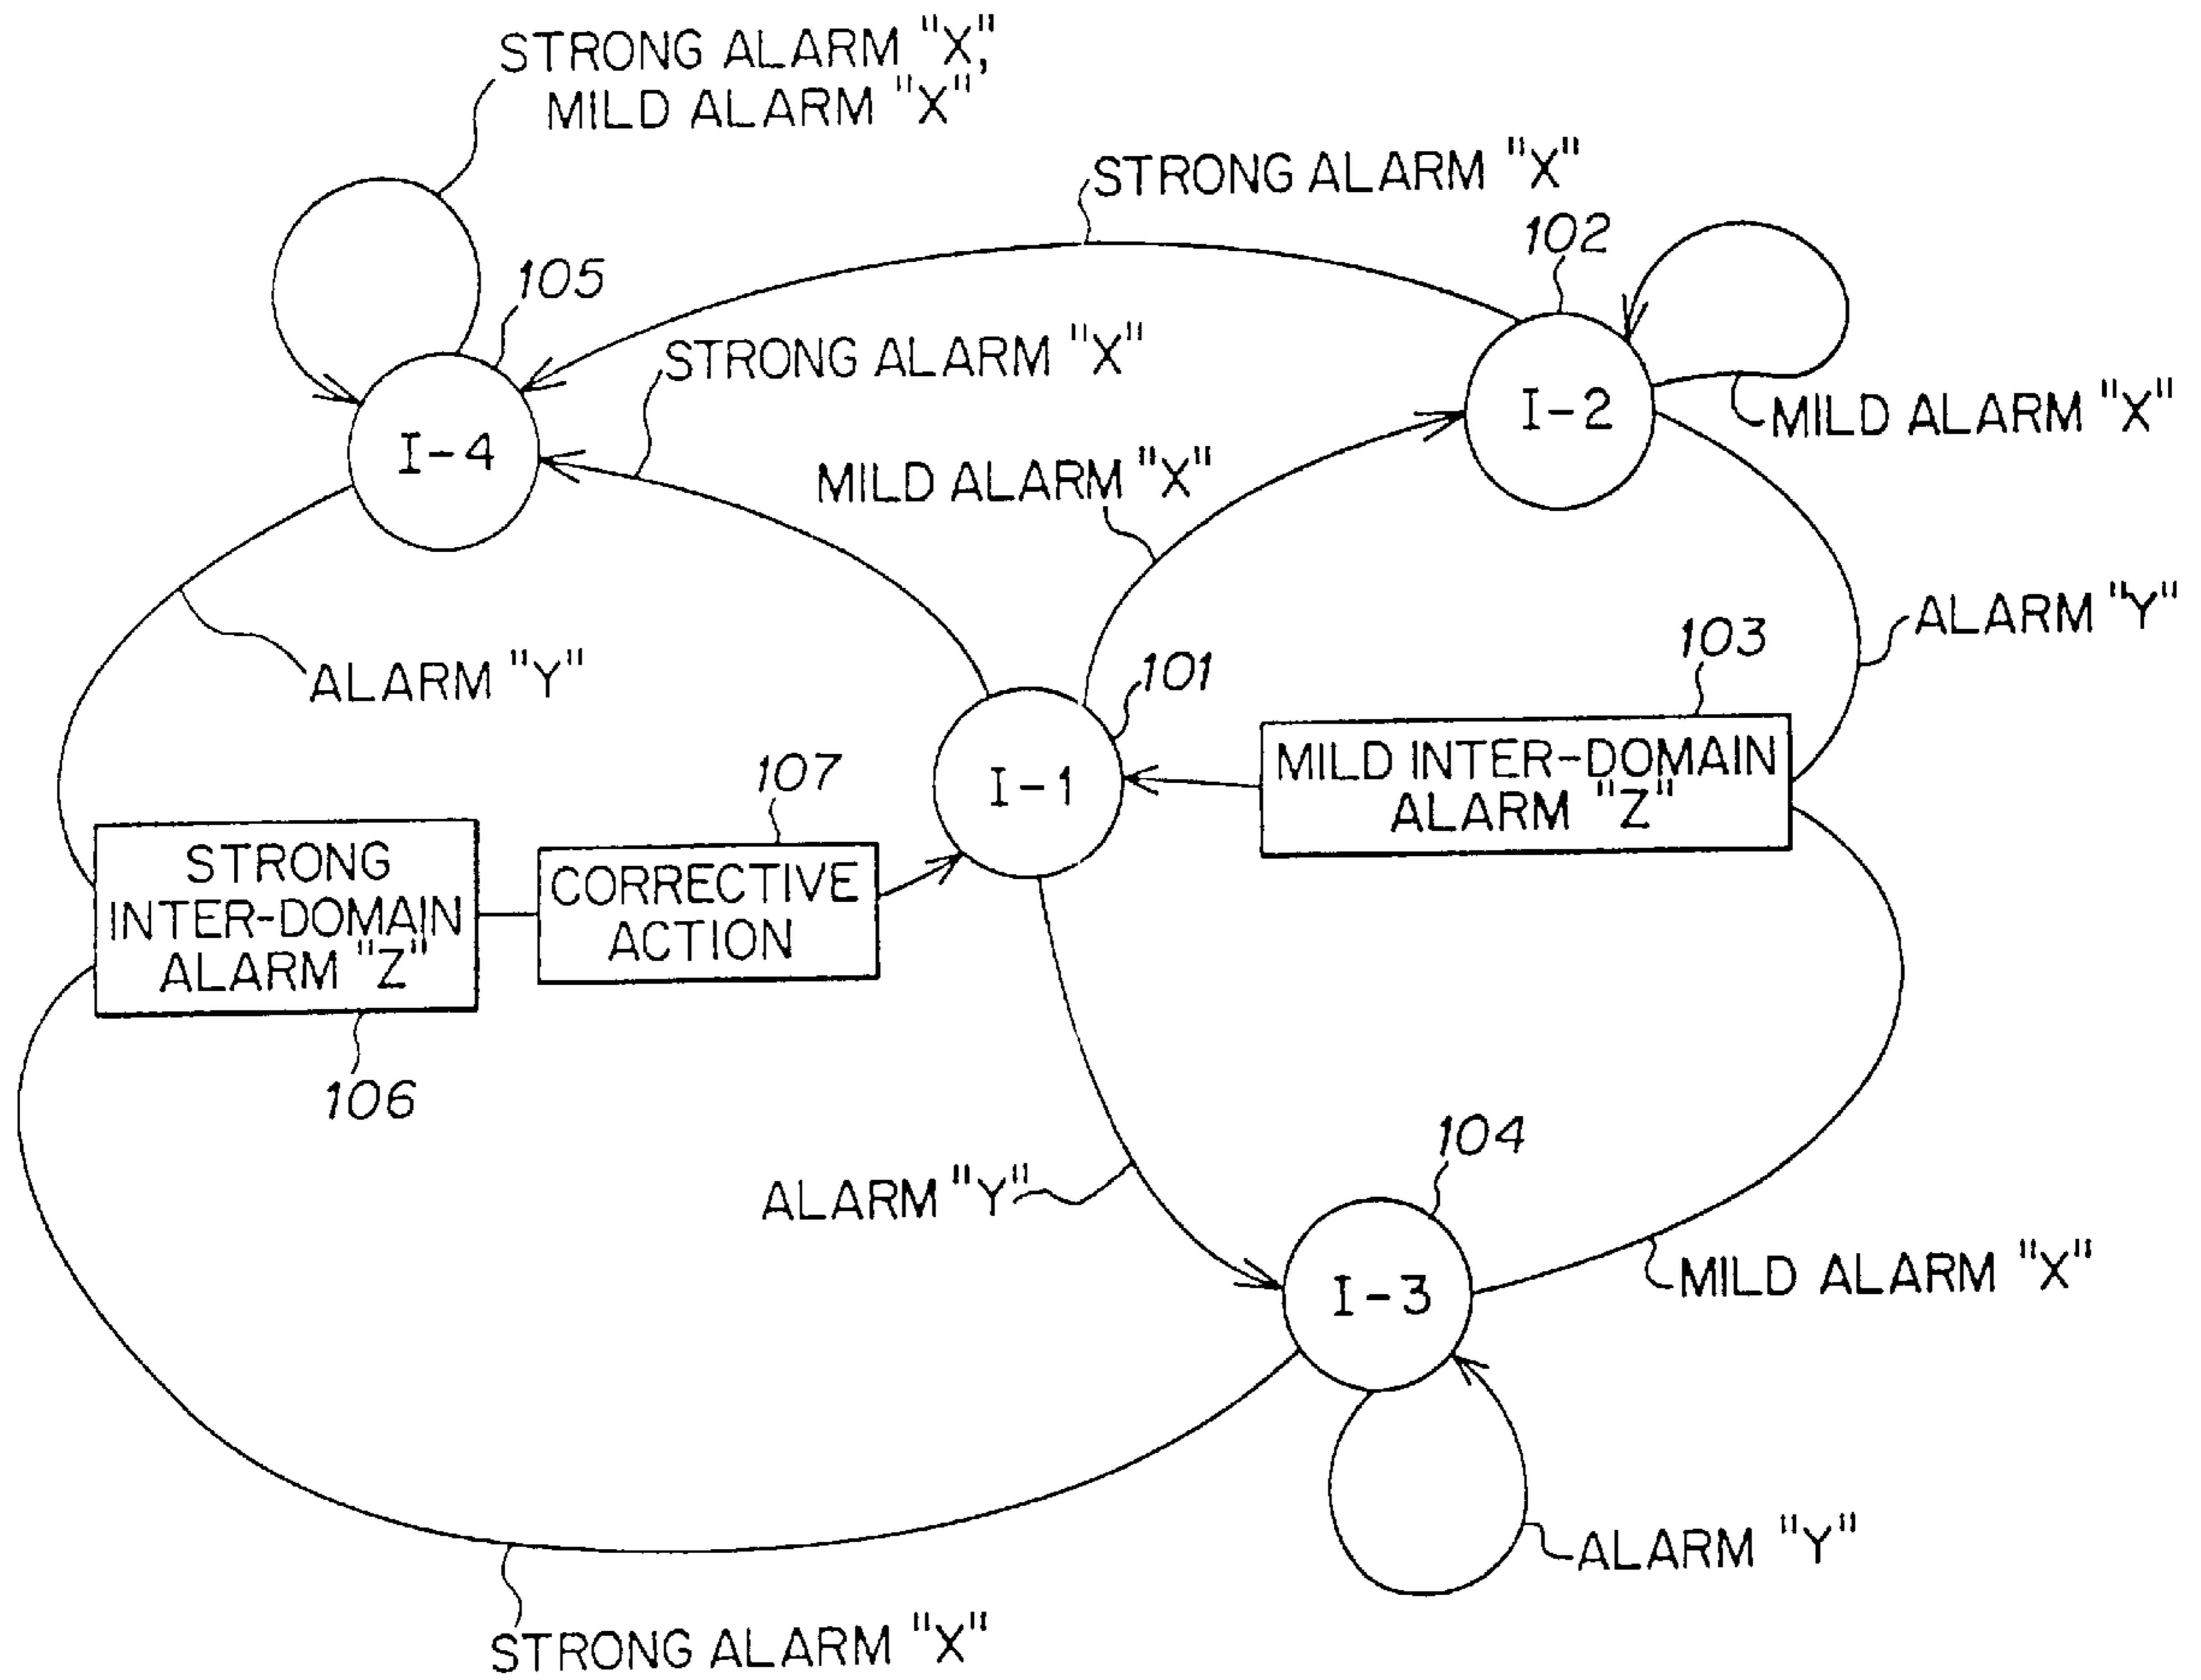 STRONG ALARM "X",
MILD ALARM "X"
STRONG ALARM "X"
102
105
STRONG ALARM "X"
I-2
MILD ALARM "X"
I-4
MILD ALARM "X"
ALARM "Y"
103
ALARM "Y"
101
107
I-1
MILD INTER-DOMAIN
ALARM "Z"
STRONG
INTER-DOMAIN
ALARM "Z"
CORRECTIVE
ACTION
106
104
ALARM "Y"
I-3
MILD ALARM "X"
ALARM "Y"
STRONG ALARM "X"